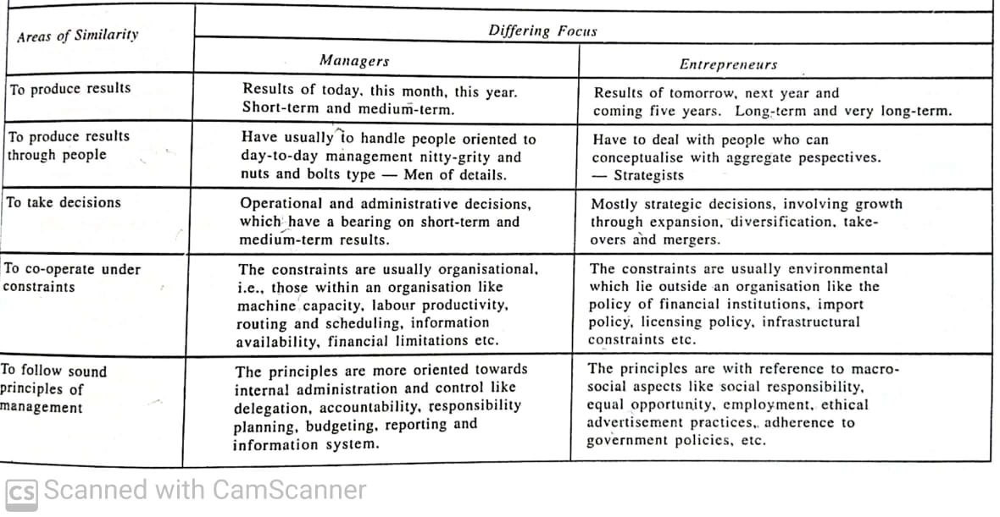 Areas of Similarity
Differing Focus
Managers
Entrepreneurs
To produce results
Results of today, this month, this year.
Short-term and medium-term.
Results of tomorrow, next year and
coming five years. Long-term and very long-term.
To produce results
through people
Have usually to handle people oriented to
day-to-day management nitty-grity and
nuts and bolts type — Men of details.
Have to deal with people who can
conceptualise with aggregate pespectives.
— Strategists
To take decisions
Operational and administrative decisions,
which have a bearing on short-term and
medium-term results.
Mostly strategic decisions, involving growth
through expansion, diversification, take-
overs and mergers.
To co-operate under
constraints
The constraints are usually organisational,
i.e., those within an organisation like
machine capacity, labour productivity,
routing and scheduling, information
availability, financial limitations etc.
The constraints are usually environmental
which lie outside an organisation like the
policy of financial institutions, import
policy, licensing policy, infrastructural
constraints etc.
To follow sound
principles of
management
The principles are more oriented towards
internal administration and control like
delegation, accountability, responsibility
planning, budgeting, reporting and
information system.
The principles are with reference to macro-
social aspects like social responsibility,
equal opportunity, employment, ethical
advertisement practices, adherence to
government policies, etc.
CS Scanned with CamScanner